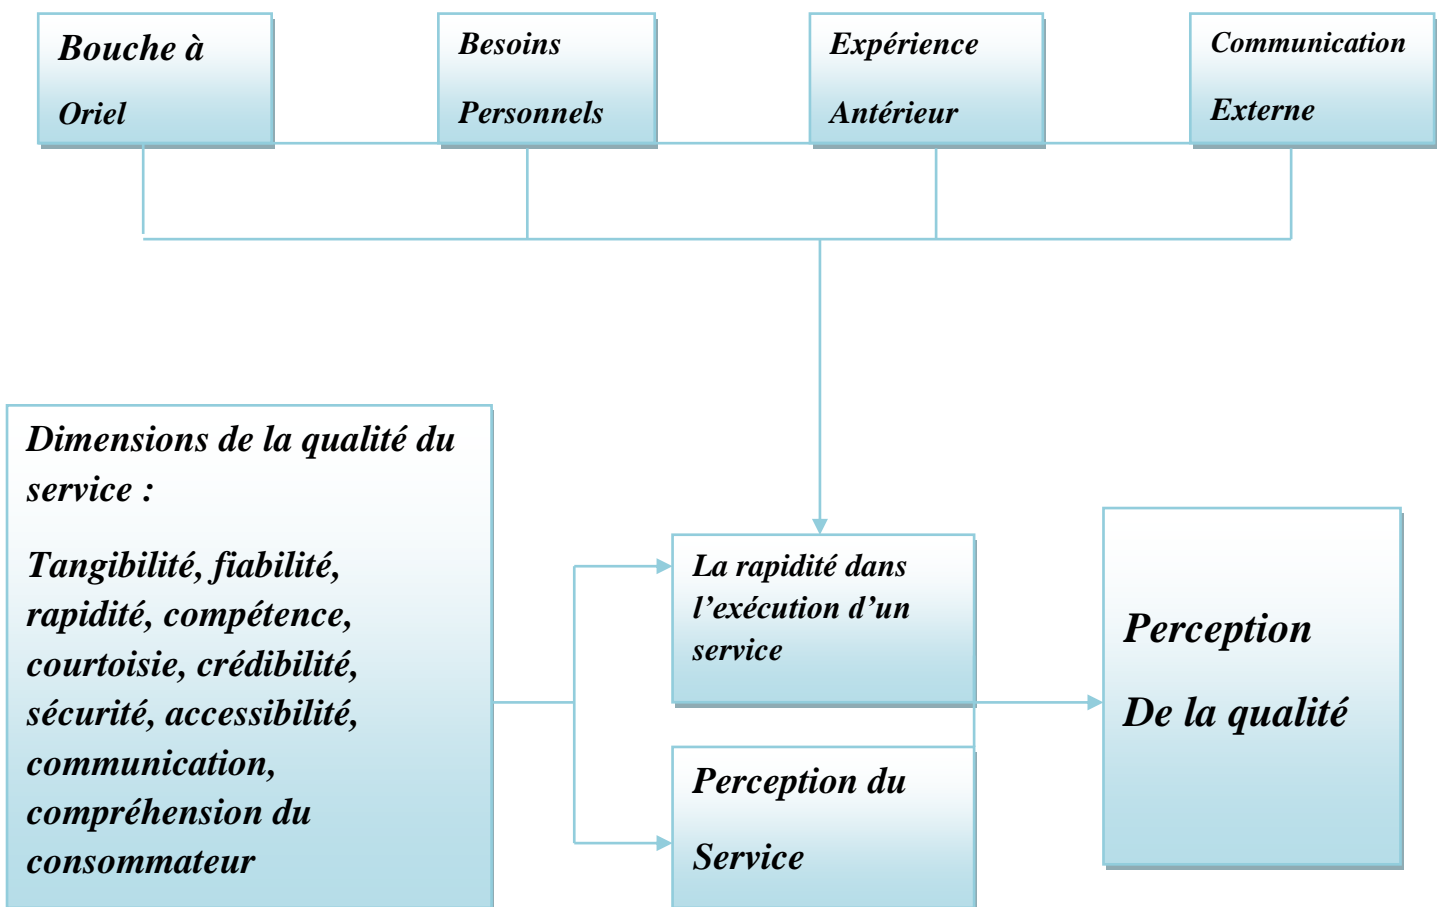 Bouche à
Oriel
Besoins
Personnels
Expérience
Antérieur
Communication
Externe
Dimensions de la qualité du
service :
Tangibilité, fiabilité,
rapidité, compétence,
courtoisie, crédibilité,
sécurité, accessibilité,
communication,
compréhension du
consommateur
La rapidité dans
l’exécution d’un
service
Perception du
Service
Perception
De la qualité